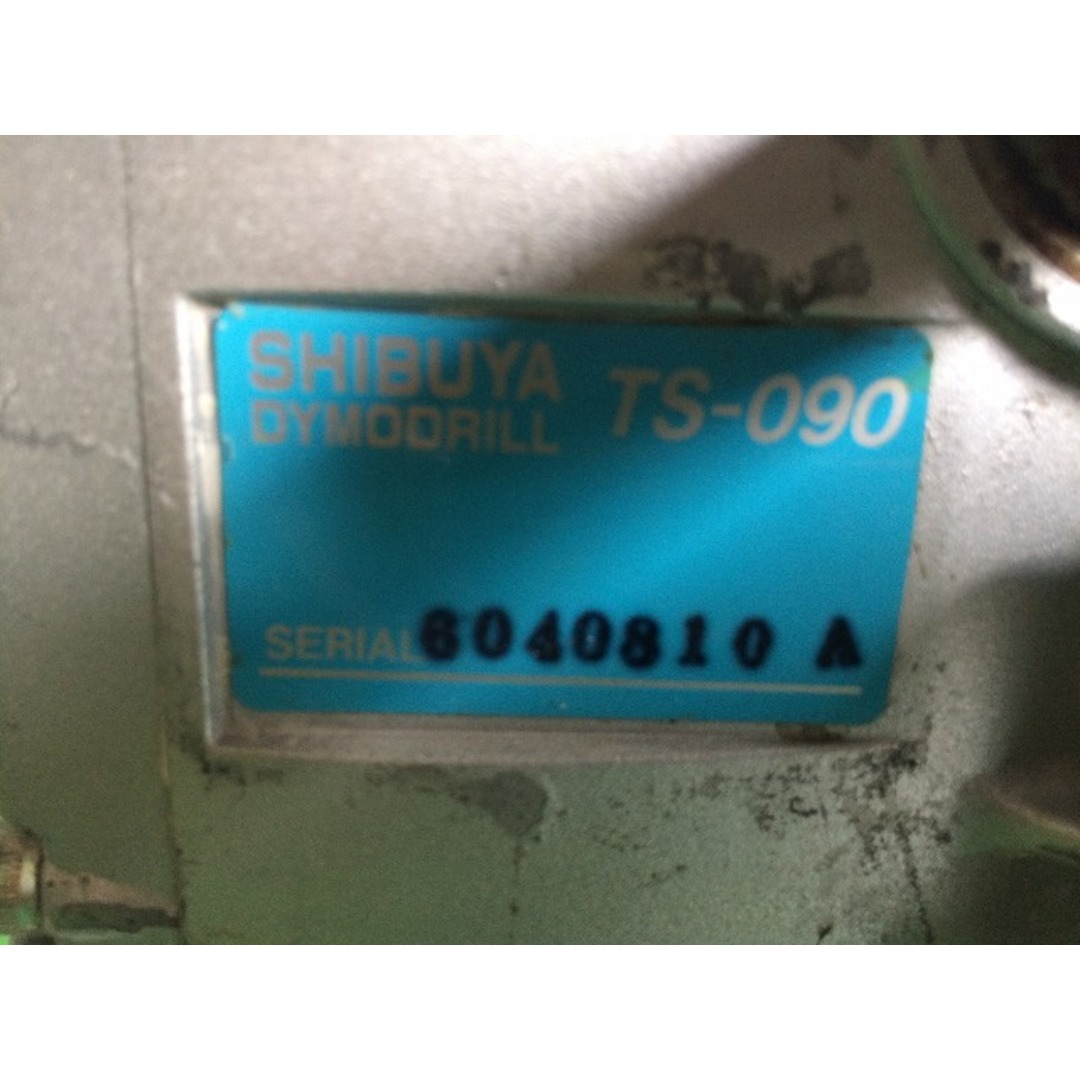 SHIBUYA
DYMODRILL TS-090
SERIAL 6040810 A